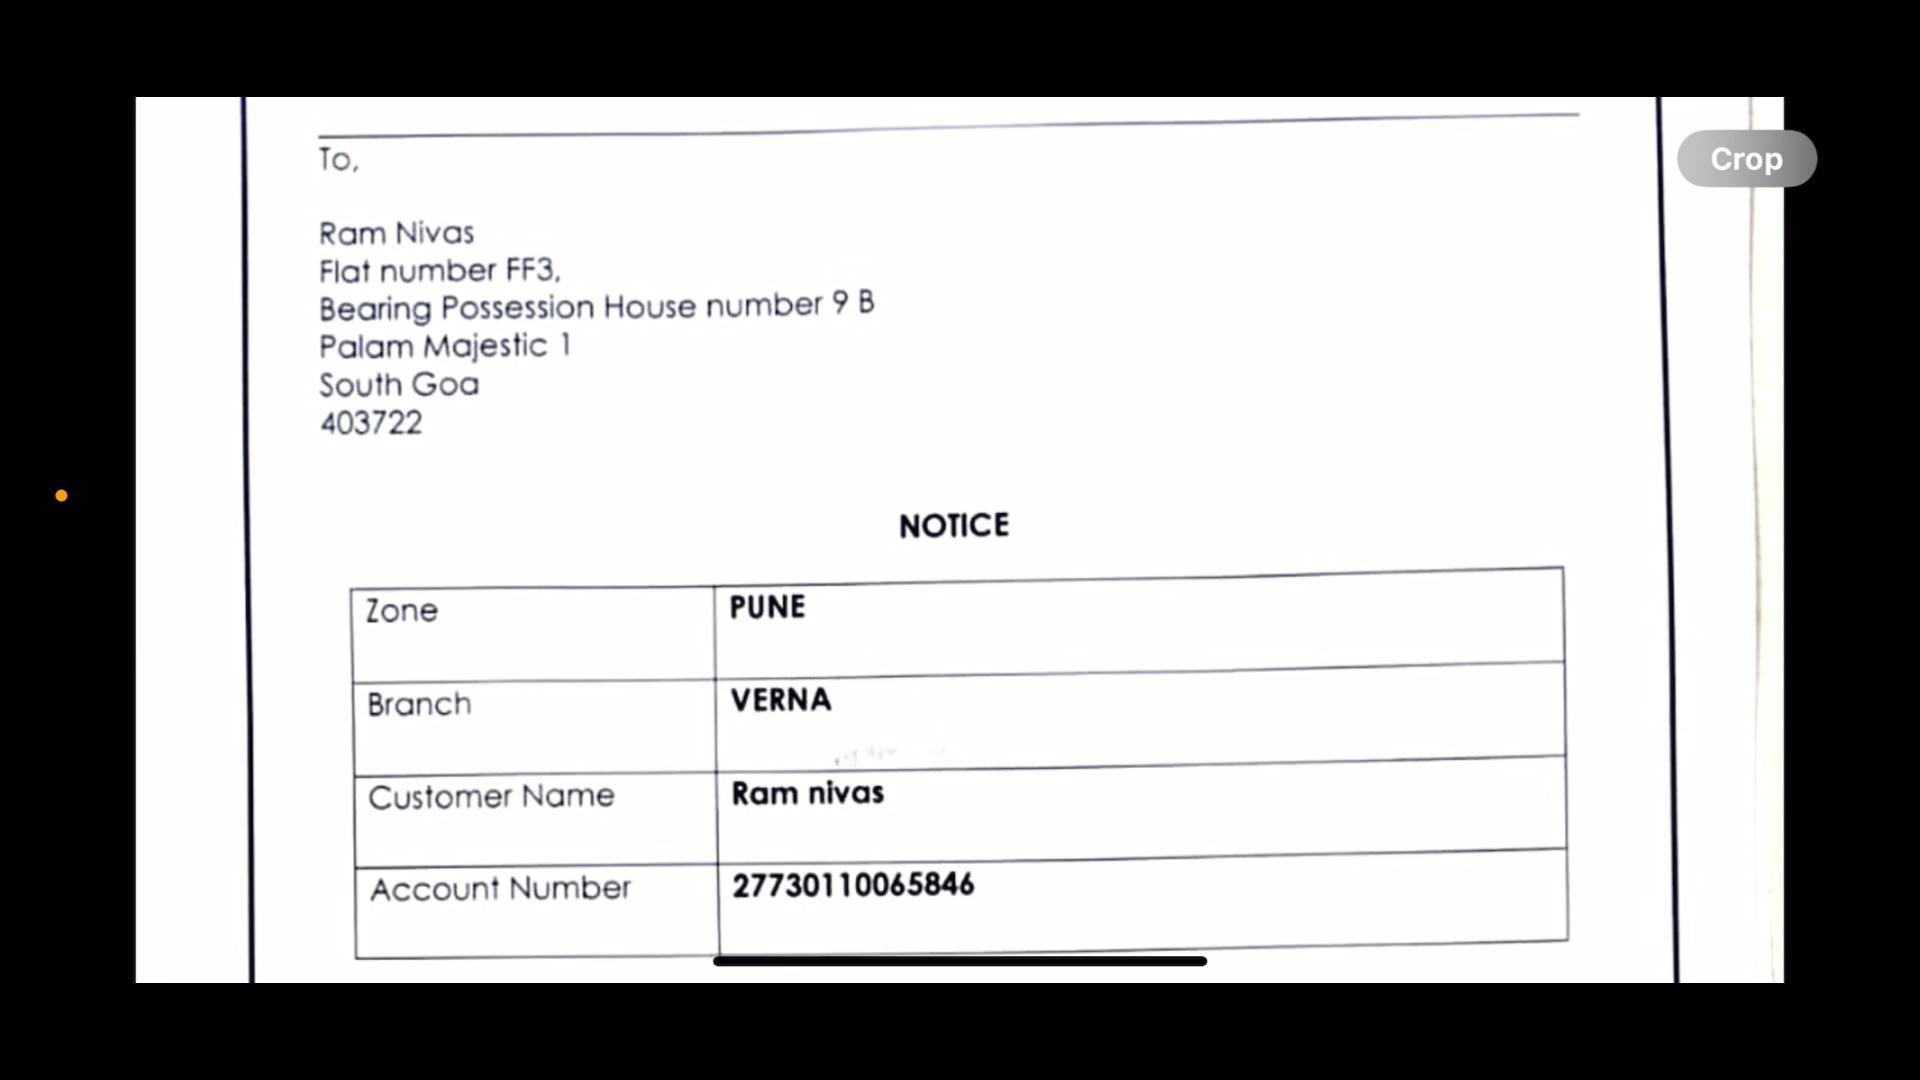 To,
Ram Nivas
Flat number FF3,
Bearing Possession House number 9 B
Palam Majestic 1
South Goa
403722
NOTICE
Zone PUNE
Branch VERNA
Customer Name Ram nivas
Account Number 27730110065846
Crop